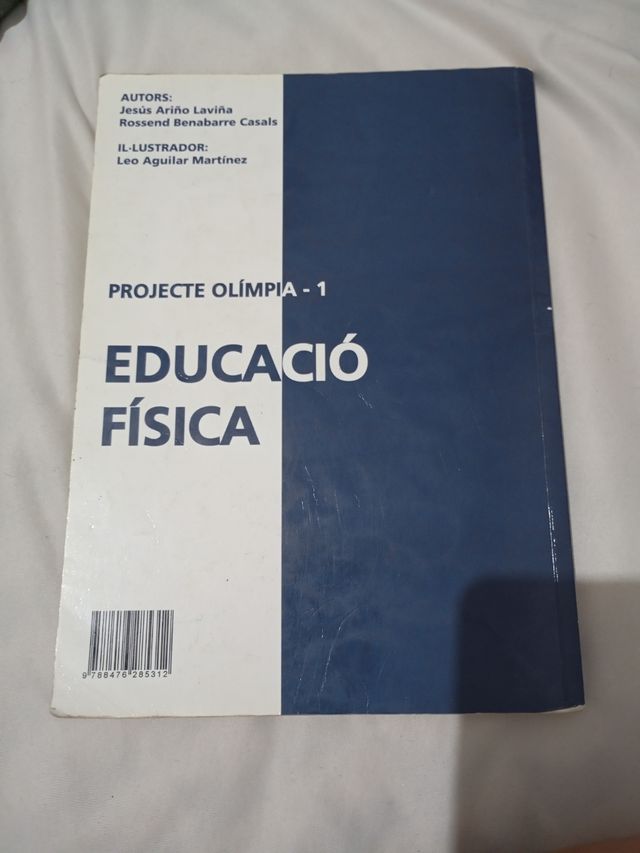 AUTORS:
Jesús Ariño Laviña
Rossend Benabarre Casals
IL·LUSTRADOR:
Leo Aguilar Martínez
PROJECTE OLÍMPIA - 1
EDUCACIÓ
FÍSICA
9 788476 285312